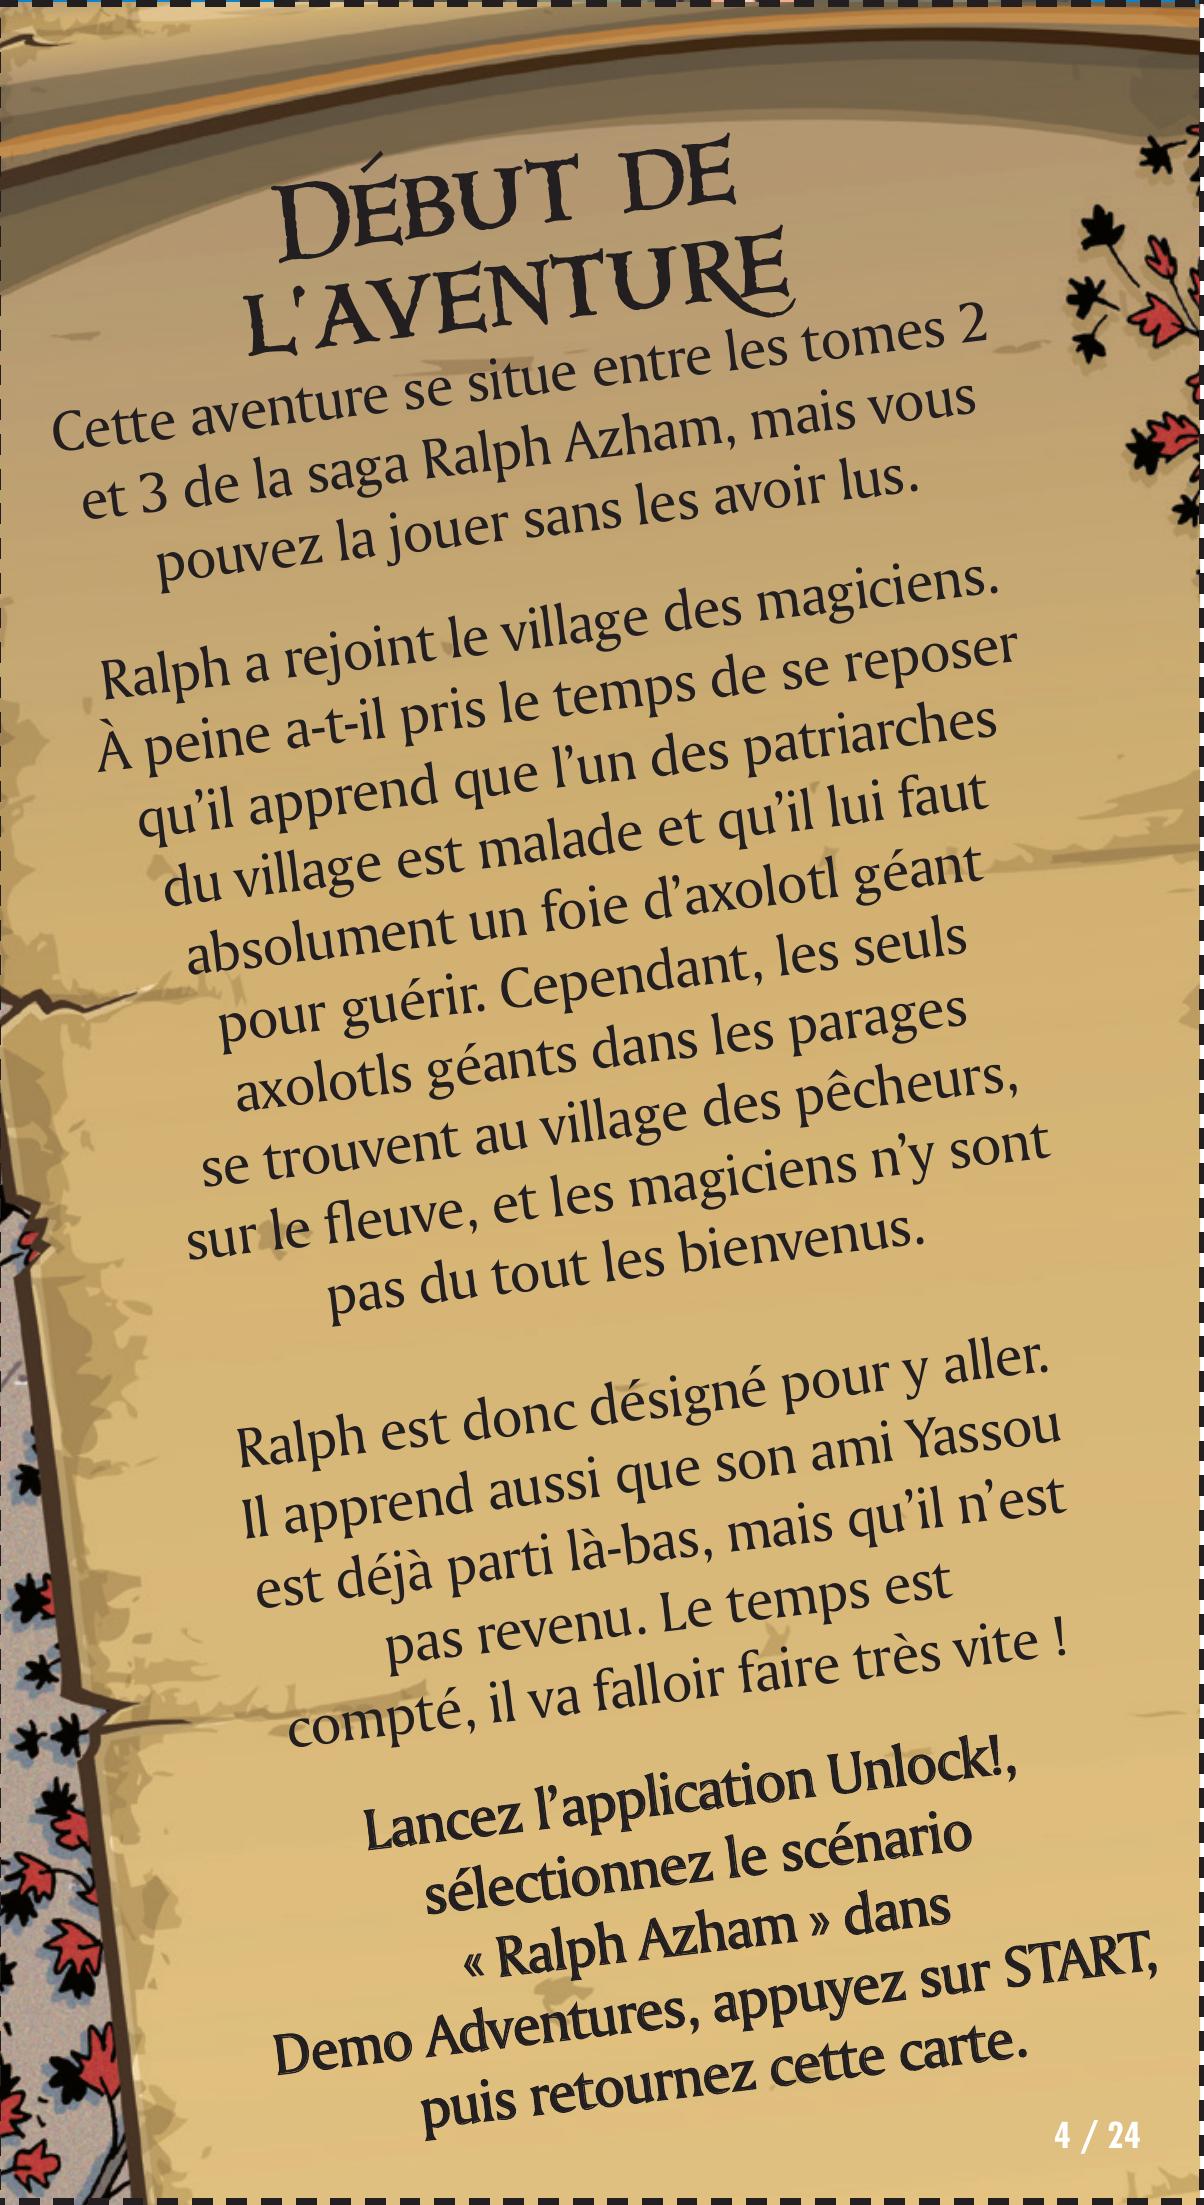 DÉBUT DE
L'AVENTURE
Cette aventure se situe entre les tomes 2
et 3 de la saga Ralph Azham, mais vous
pouvez la jouer sans les avoir lus.
Ralph a rejoint le village des magiciens.
À peine a-t-il pris le temps de se reposer
qu’il apprend que l’un des patriarches
du village est malade et qu’il lui faut
absolument un foie d’axolotl géant
pour guérir. Cependant, les seuls
axolotls géants dans les parages
se trouvent au village des pêcheurs,
sur le fleuve, et les magiciens n’y sont
pas du tout les bienvenus.
Ralph est donc désigné pour y aller.
Il apprend aussi que son ami Yassou
est déjà parti là-bas, mais qu’il n’est
pas revenu. Le temps est
compté, il va falloir faire très vite !
Lancez l’application Unlock!,
sélectionnez le scénario
« Ralph Azham » dans
Demo Adventures, appuyez sur START,
puis retournez cette carte.
4 / 24